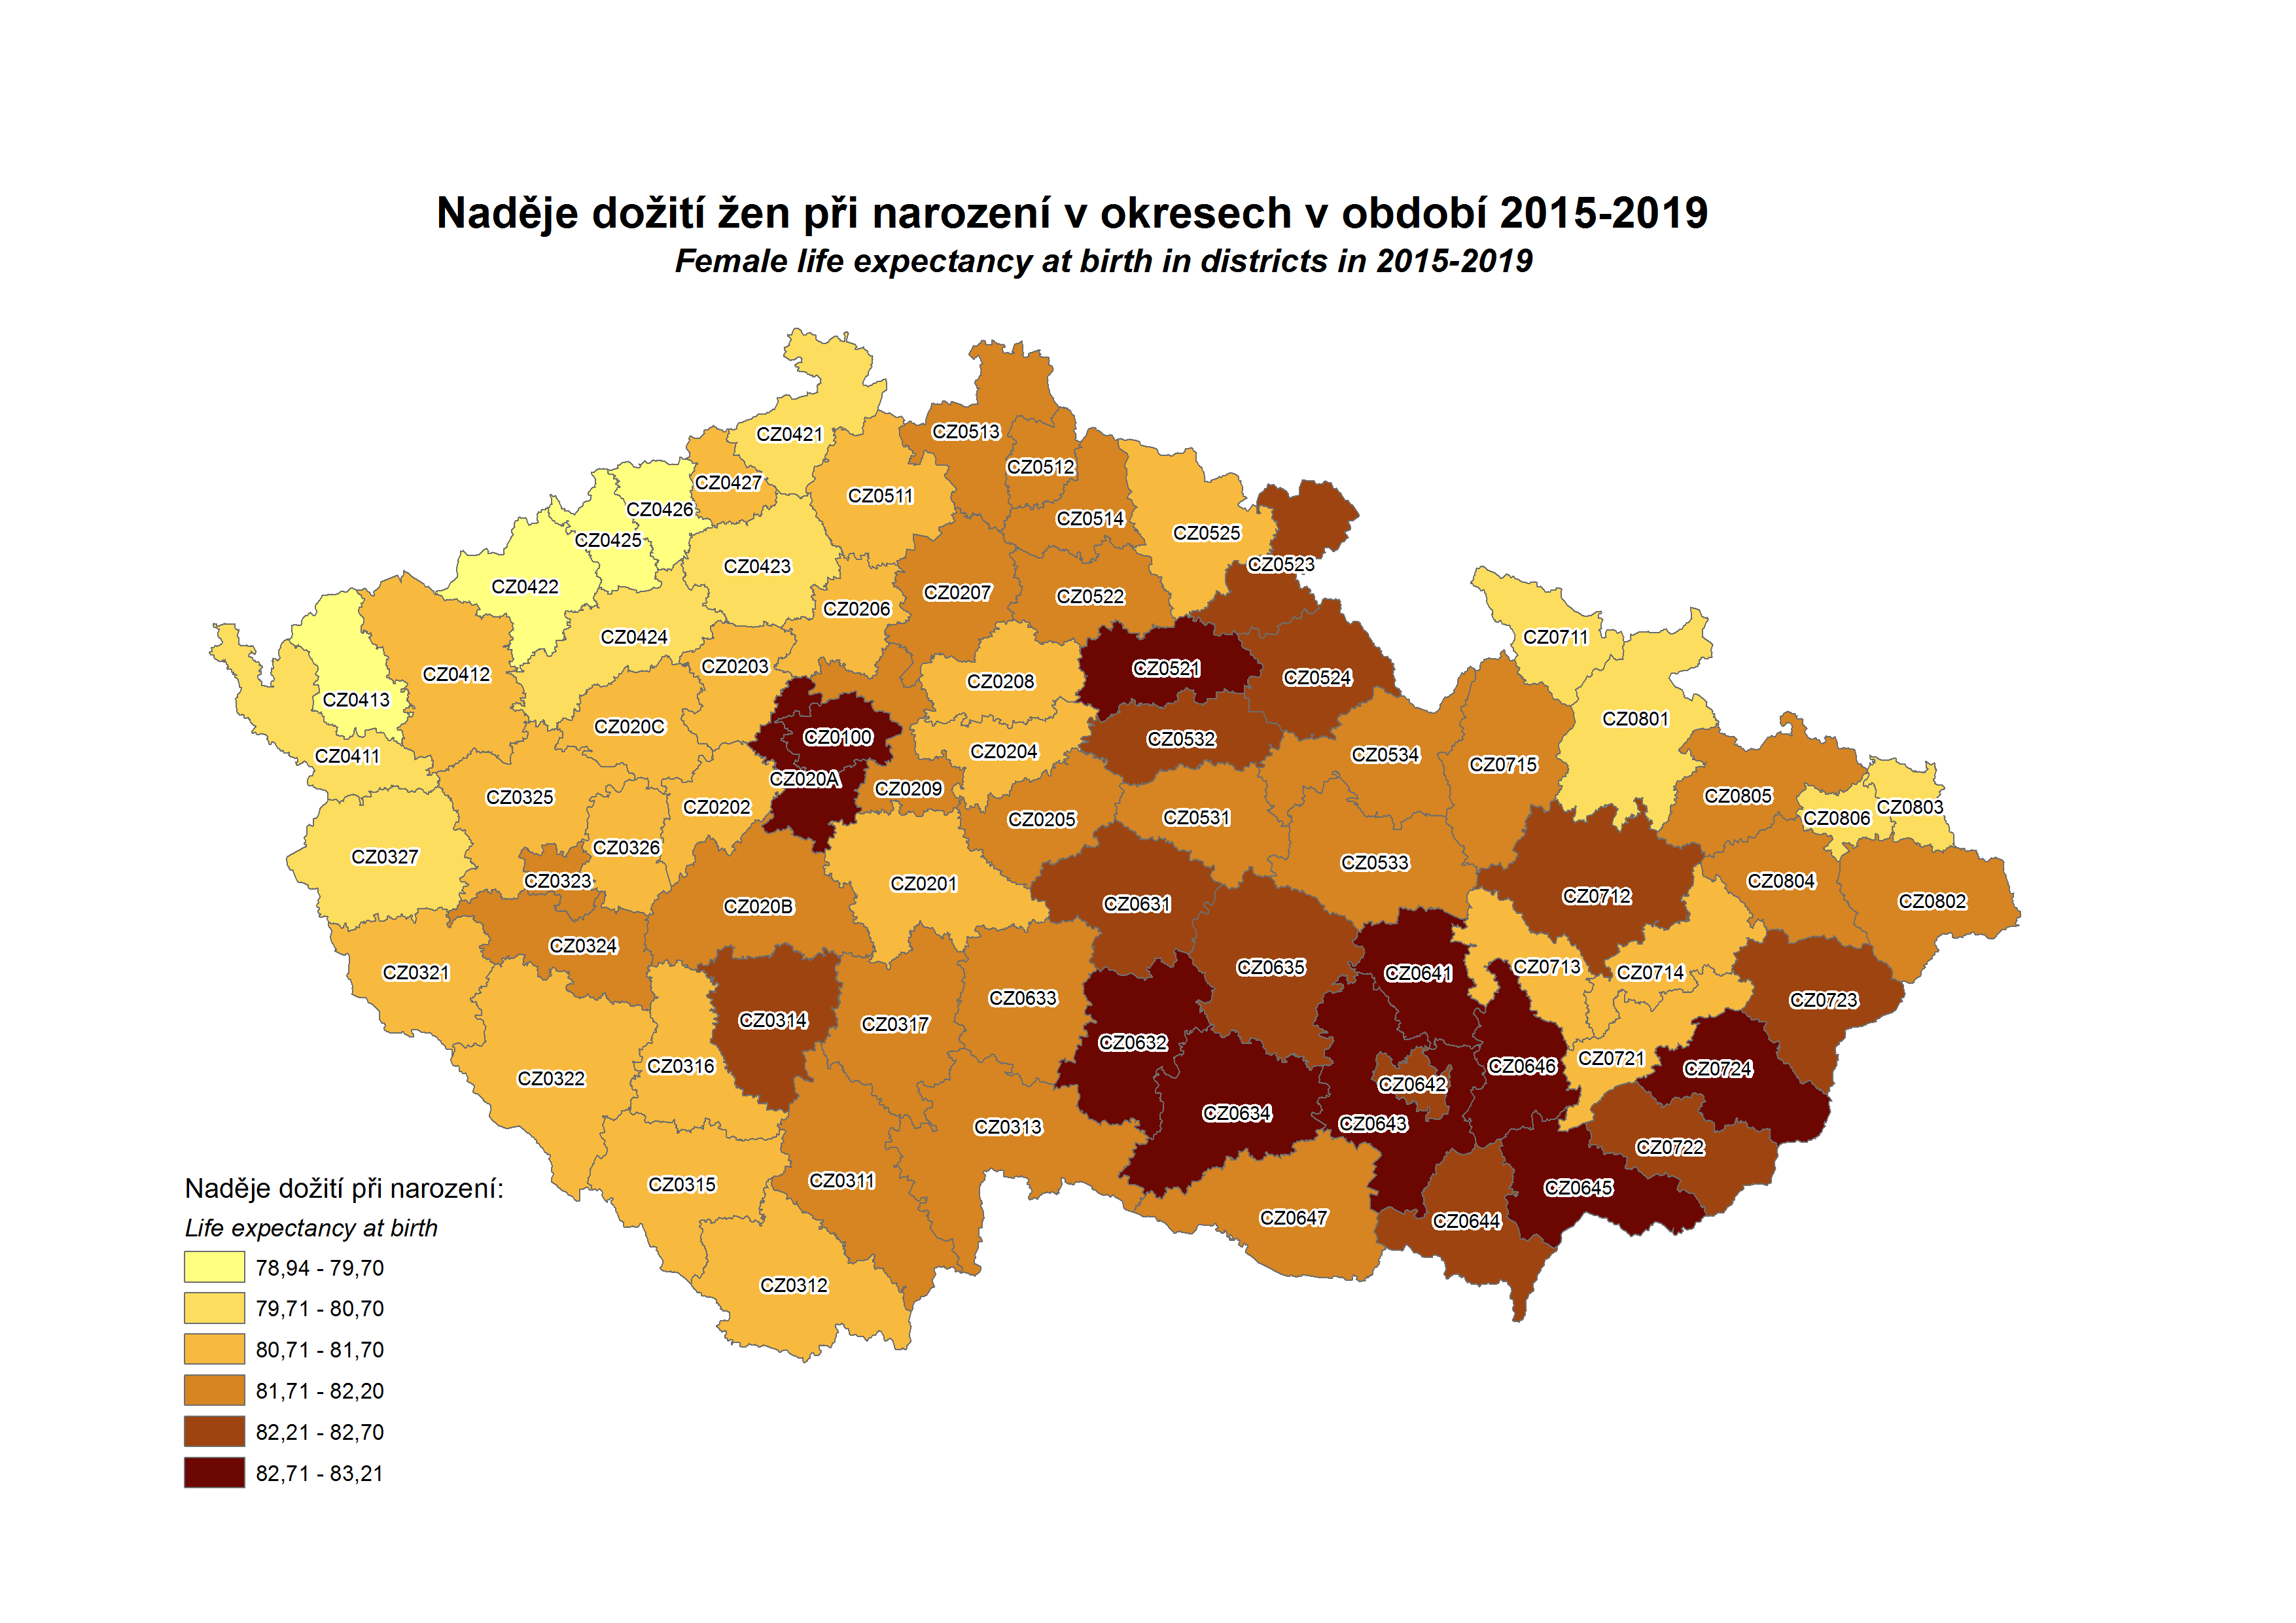 Naděje dožití žen při narození v okresech v období 2015-2019
Female life expectancy at birth in districts in 2015-2019
CZ0421
CZ0513
CZ0512
CZ0427
CZ0511
CZ0426
CZ0514
CZ0525
CZ0425
CZ0423
CZ0523
CZ0422
CZ0207
CZ0522
CZ0206
CZ0424
CZ0711
CZ0203
CZ0521
CZ0412
CZ0208
CZ0524
CZ0413
CZ0801
CZ020C
CZ0100
CZ0532
CZ0204
CZ0411
CZ0534
CZ0715
CZ020A
CZ0209
CZ0325
CZ0805
CZ0202
CZ0803
CZ0205
CZ0531
CZ0806
CZ0326
CZ0327
CZ0533
CZ0323
CZ0201
CZ0804
CZ0712
CZ0802
CZ0631
CZ020B
CZ0324
CZ0635
CZ0713
CZ0321
CZ0641
CZ0714
CZ0633
CZ0723
CZ0314
CZ0317
CZ0632
CZ0721
CZ0316
CZ0646
CZ0724
CZ0322
CZ0642
CZ0634
CZ0643
CZ0313
CZ0722
CZ0311
CZ0315
CZ0645
CZ0647
CZ0644
CZ0312
Naděje dožití při narození:
Life expectancy at birth
78,94 - 79,70
79,71 - 80,70
80,71 - 81,70
81,71 - 82,20
82,21 - 82,70
82,71 - 83,21